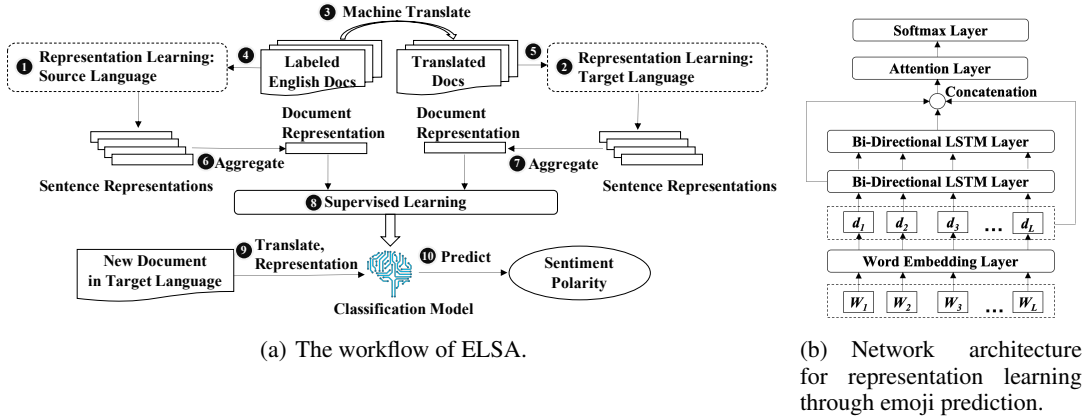 3 Machine Translate
1 Representation Learning:
Source Language
4
Labeled
English Docs
Translated
Docs
5
2 Representation Learning:
Target Language
Document
Representation
Document
Representation
6 Aggregate
7 Aggregate
Sentence Representations
Sentence Representations
8 Supervised Learning
New Document
in Target Language
9 Translate,
Representation
10 Predict
Sentiment
Polarity
Classification Model
(a) The workflow of ELSA.
Softmax Layer
Attention Layer
Concatenation
Bi-Directional LSTM Layer
Bi-Directional LSTM Layer
d1 d2 d3 ... dL
Word Embedding Layer
W1 W2 W3 ... WL
(b) Network architecture
for representation learning
through emoji prediction.